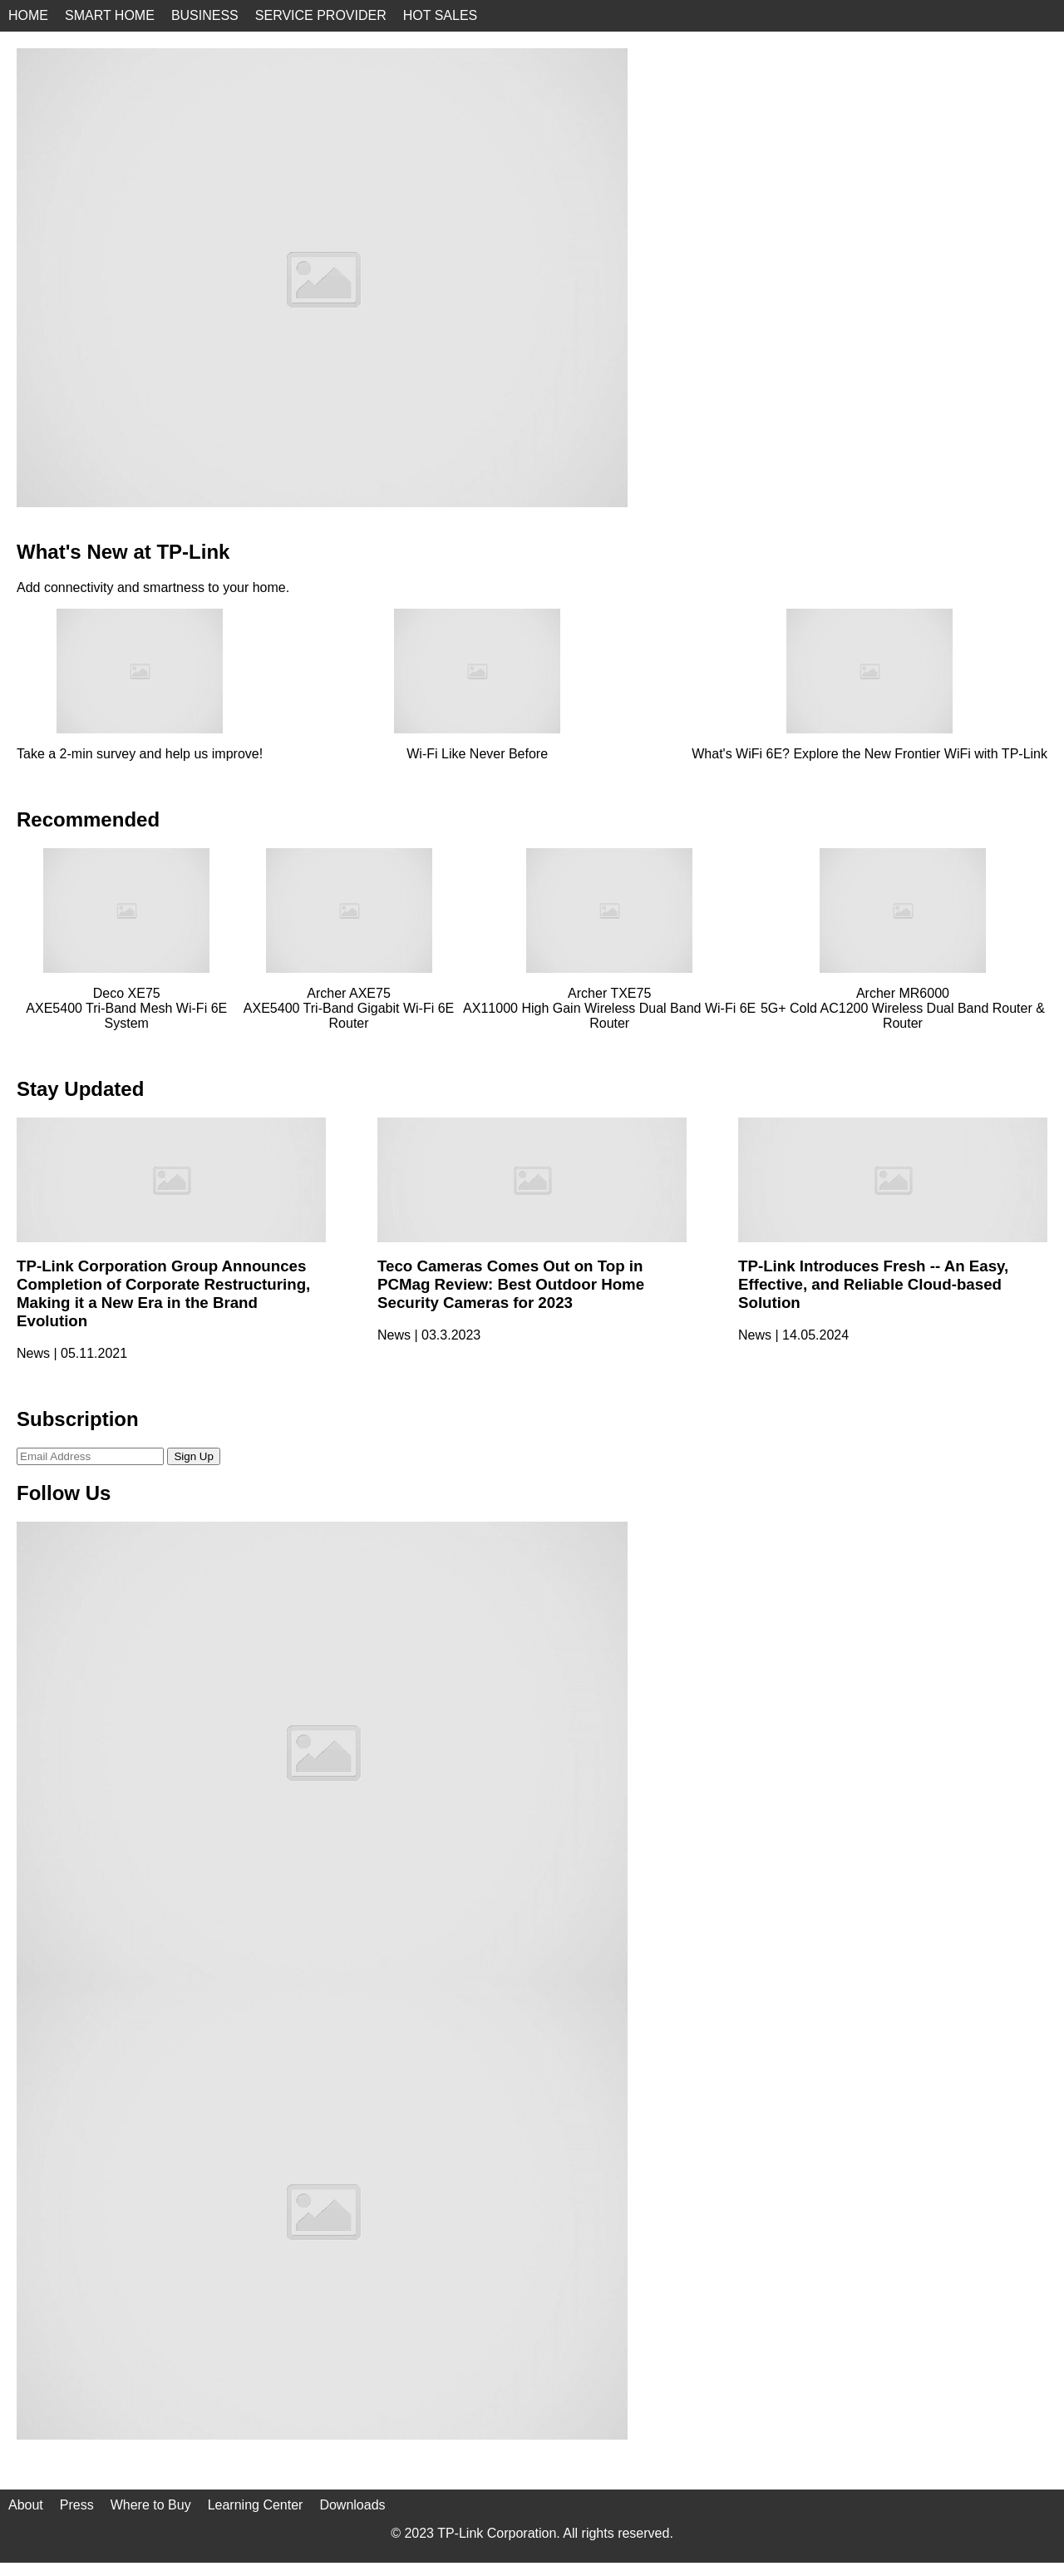 HOME SMART HOME BUSINESS SERVICE PROVIDER HOT SALES
What's New at TP-Link
Add connectivity and smartness to your home.
Take a 2-min survey and help us improve!
Wi-Fi Like Never Before
What's WiFi 6E? Explore the New Frontier WiFi with TP-Link
Recommended
Deco XE75
AXE5400 Tri-Band Mesh Wi-Fi 6E
System
Archer AXE75
AXE5400 Tri-Band Gigabit Wi-Fi 6E
Router
Archer TXE75
AX11000 High Gain Wireless Dual Band Wi-Fi 6E
Router
Archer MR6000
5G+ Cold AC1200 Wireless Dual Band Router &
Router
Stay Updated
TP-Link Corporation Group Announces
Completion of Corporate Restructuring,
Making it a New Era in the Brand
Evolution
News | 05.11.2021
Teco Cameras Comes Out on Top in
PCMag Review: Best Outdoor Home
Security Cameras for 2023
News | 03.3.2023
TP-Link Introduces Fresh -- An Easy,
Effective, and Reliable Cloud-based
Solution
News | 14.05.2024
Subscription
Email Address Sign Up
Follow Us
About Press Where to Buy Learning Center Downloads
© 2023 TP-Link Corporation. All rights reserved.